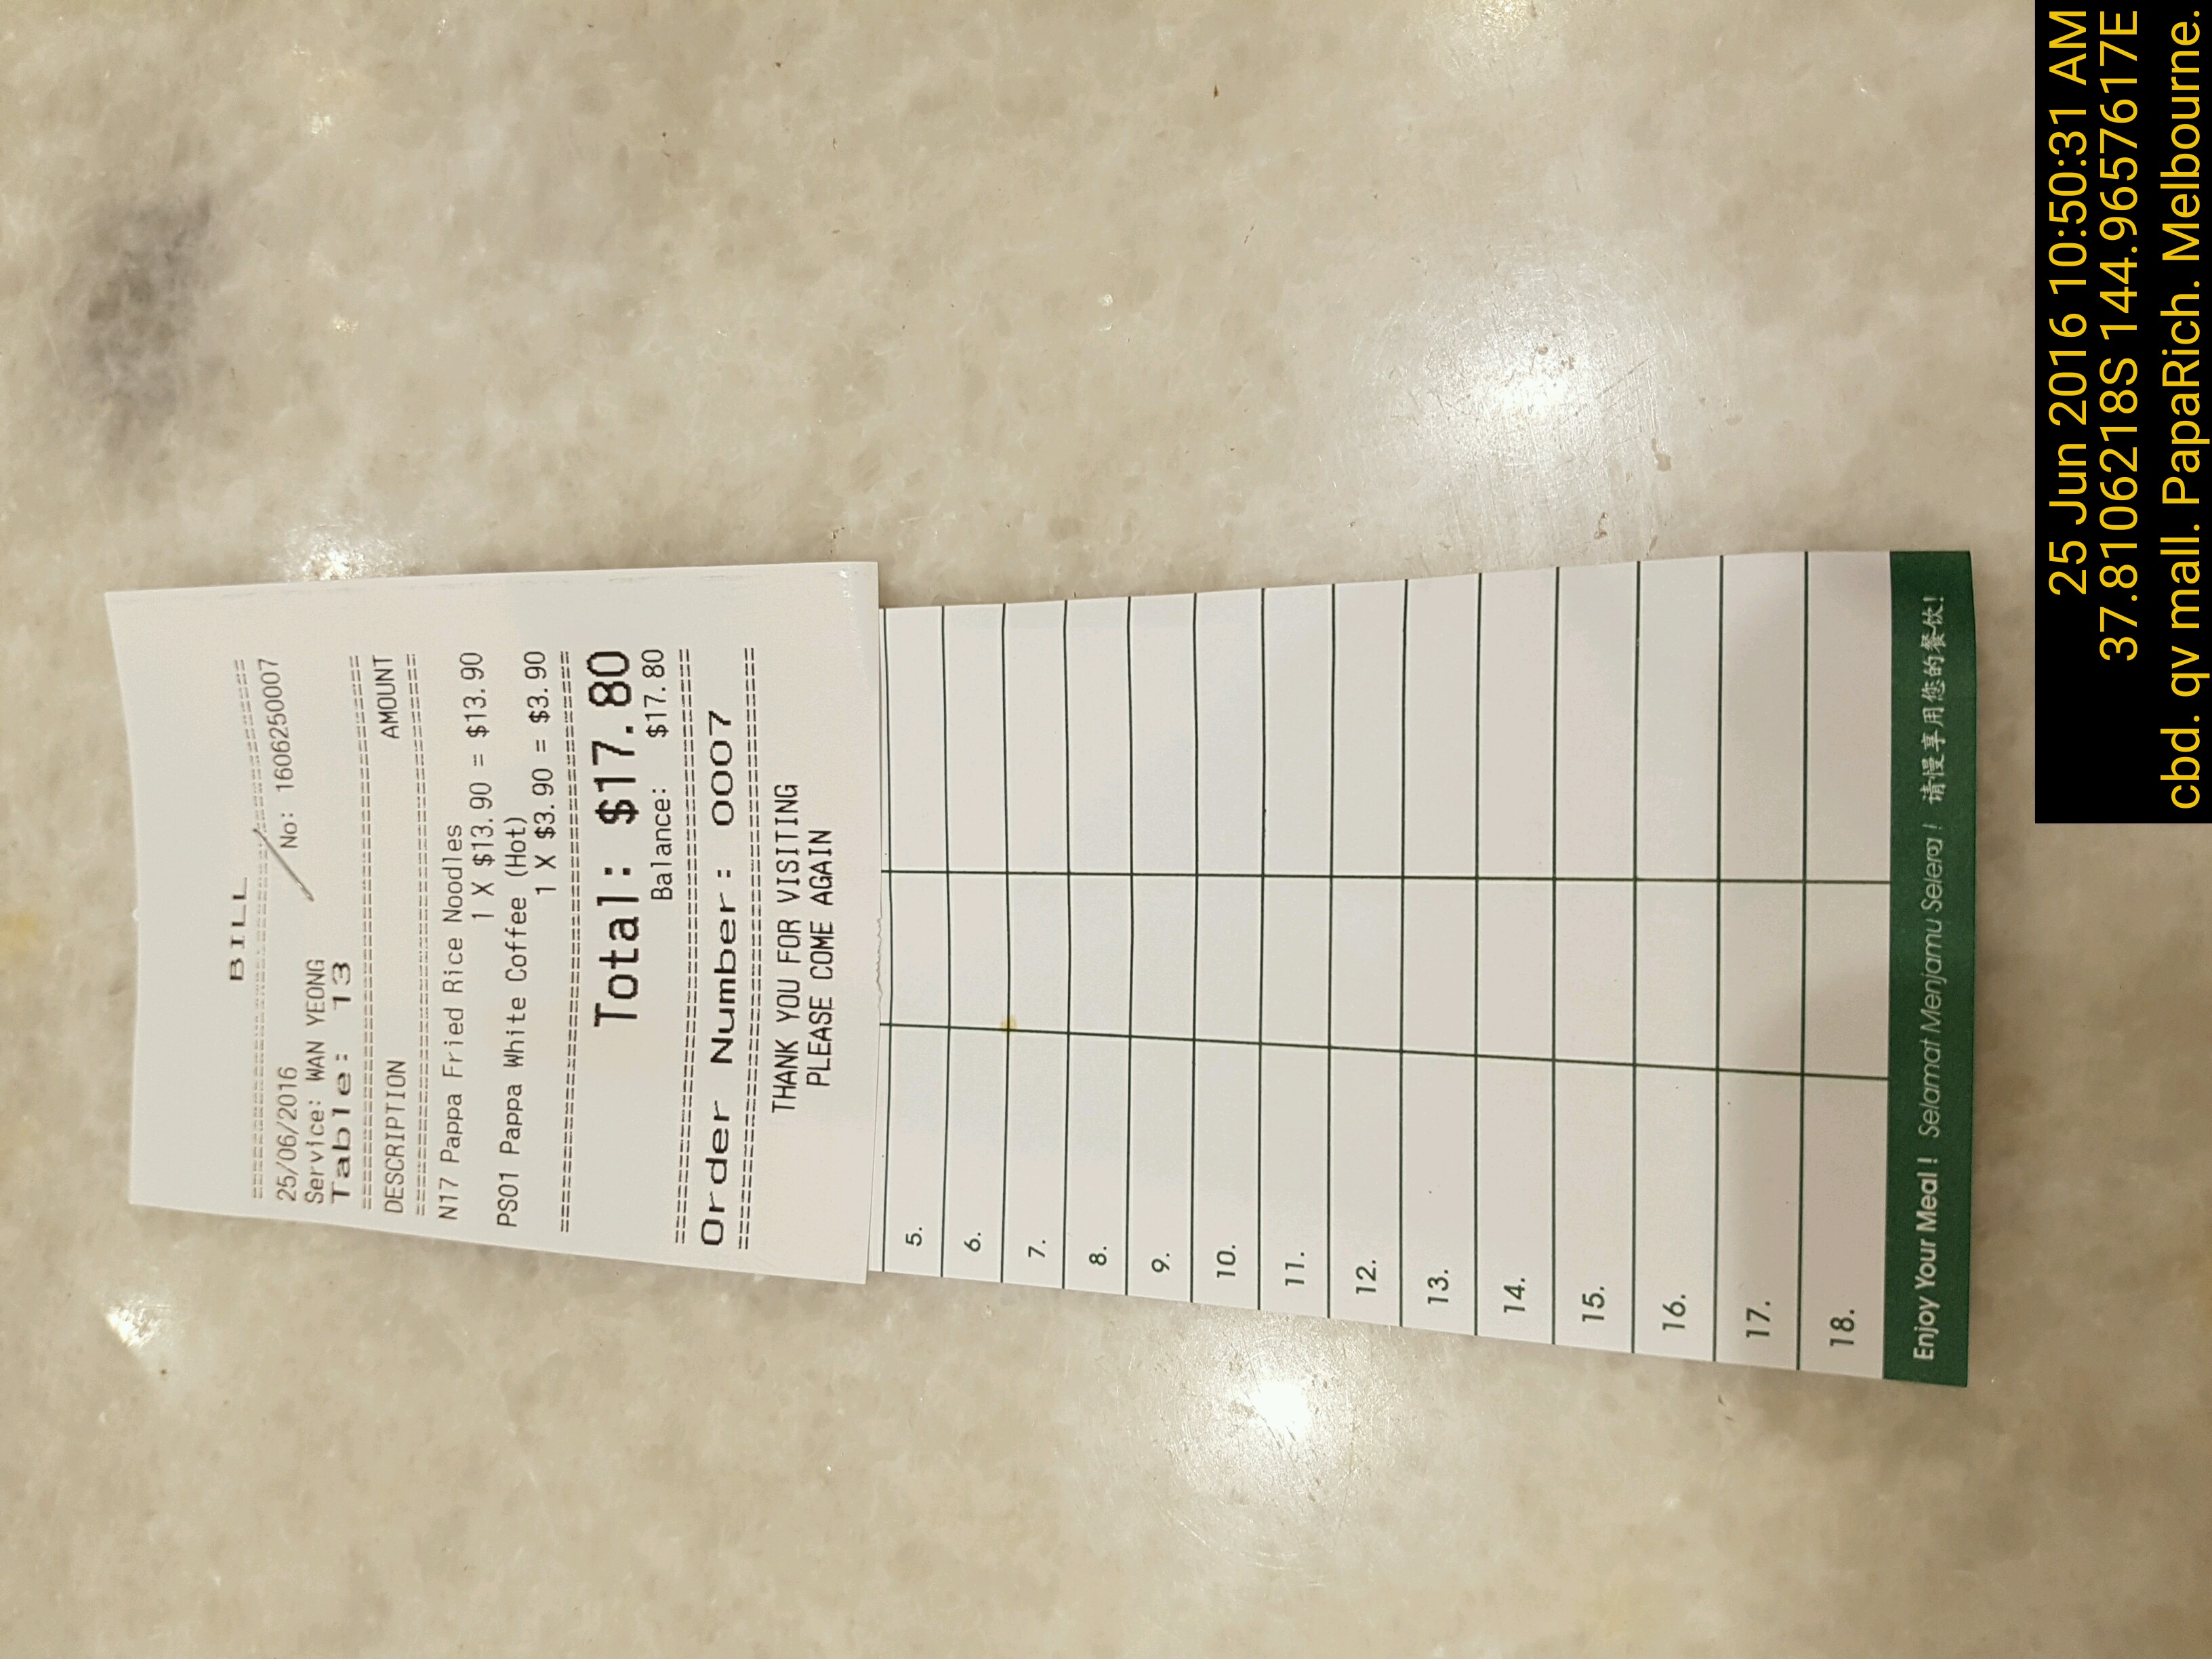 BILL
25/06/2016 No: 1606250007
Service: WAN YEONG
Table: 13
DESCRIPTION AMOUNT
N17 Pappa Fried Rice Noodles
1 X $13.90 = $13.90
PS01 Pappa White Coffee (Hot)
1 X $3.90 = $3.90
Total: $17.80
Balance: $17.80
Order Number: 0007
THANK YOU FOR VISITING
PLEASE COME AGAIN
5.
6.
7.
8.
9.
10.
11.
12.
13.
14.
15.
16.
17.
18.
Enjoy Your Meal ! Selamat Menjamu Selera ! 请慢享用您的餐饮!
25 Jun 2016 10:50:31 AM
37.8106218S 144.9657617E
cbd. qv mall. PapaRich. Melbourne.